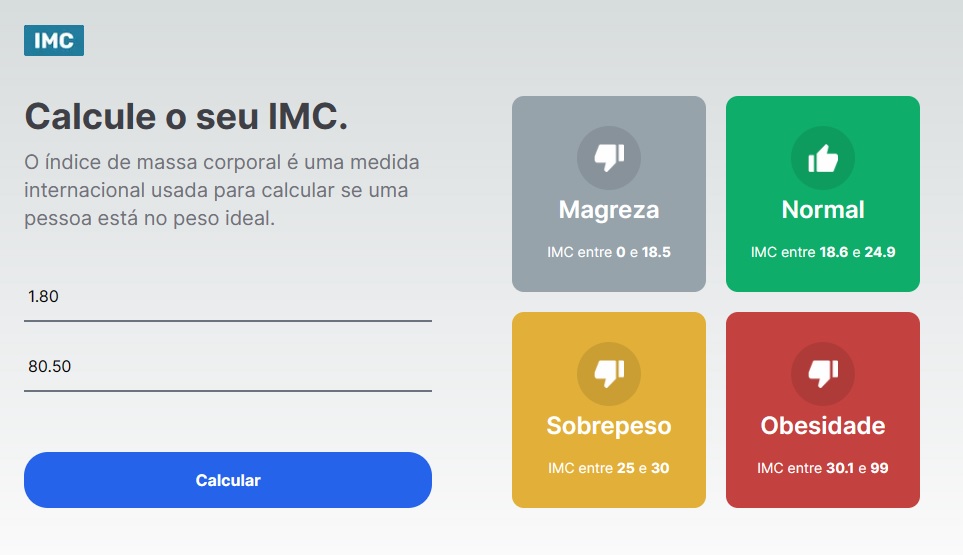 IMC
Calcule o seu IMC.
O índice de massa corporal é uma medida
internacional usada para calcular se uma
pessoa está no peso ideal.
1.80
80.50
Calcular
Magreza
IMC entre 0 e 18.5
Normal
IMC entre 18.6 e 24.9
Sobrepeso
IMC entre 25 e 30
Obesidade
IMC entre 30.1 e 99